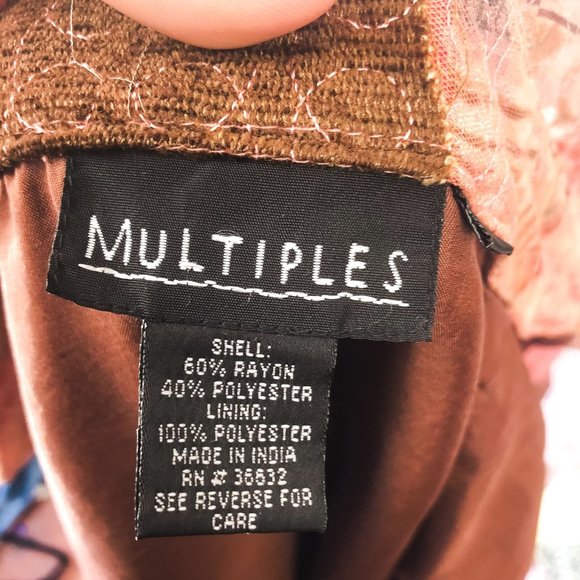 MULTIPLES
SHELL:
60% RAYON
40% POLYESTER
LINING:
100% POLYESTER
MADE IN INDIA
RN # 36832
SEE REVERSE FOR
CARE